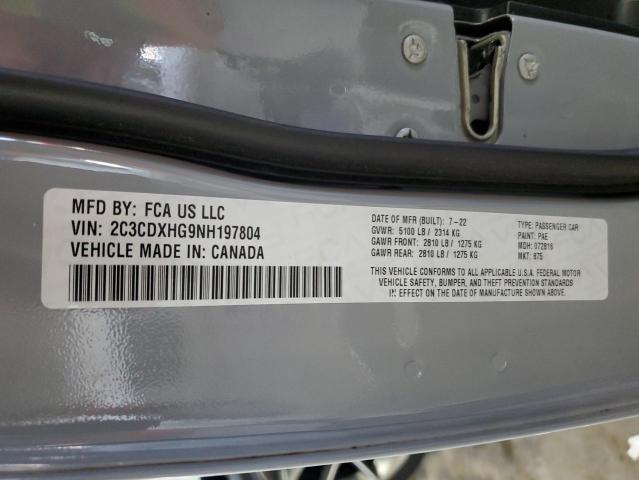 MFD BY: FCA US LLC
VIN: 2C3CDXHG9NH197804
VEHICLE MADE IN: CANADA
DATE OF MFR (BUILT): 7-22
GVWR: 5100 LB / 2314 KG
GAWR FRONT: 2810 LB / 1275 KG
GAWR REAR: 2810 LB / 1275 KG
TYPE: PASSENGER CAR
PAINT: PAE
MDH: 072816
MKT: 875
THIS VEHICLE CONFORMS TO ALL APPLICABLE U.S.A. FEDERAL MOTOR
VEHICLE SAFETY, BUMPER, AND THEFT PREVENTION STANDARDS
IN EFFECT ON THE DATE OF MANUFACTURE SHOWN ABOVE.